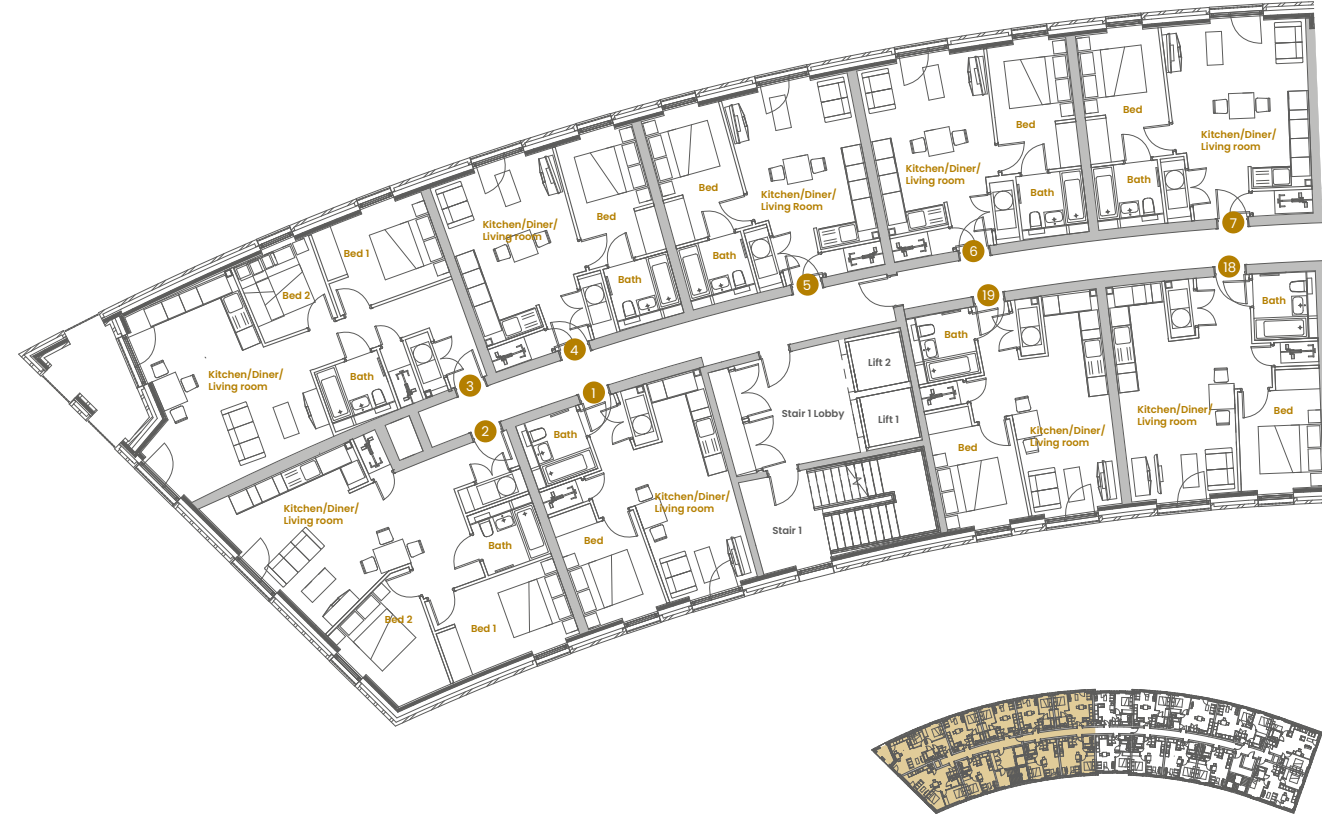 Bed
Kitchen/Diner/
Living room
7
Bed
Kitchen/Diner/
Living room
Bath
Bath
6
Bed
Kitchen/Diner/
Living Room
Bath
5
Kitchen/Diner/
Living room
Bed
Bath
4
Bed 1
Bed 2
Kitchen/Diner/
Living room
Bath
3
18
Bath
Kitchen/Diner/
Living room
Bed
19
Bath
Kitchen/Diner/
Living room
Bed
Lift 2
Lift 1
Stair 1 Lobby
Stair 1
1
Bath
Kitchen/Diner/
Living room
Bed
2
Kitchen/Diner/
Living room
Bath
Bed 2
Bed 1